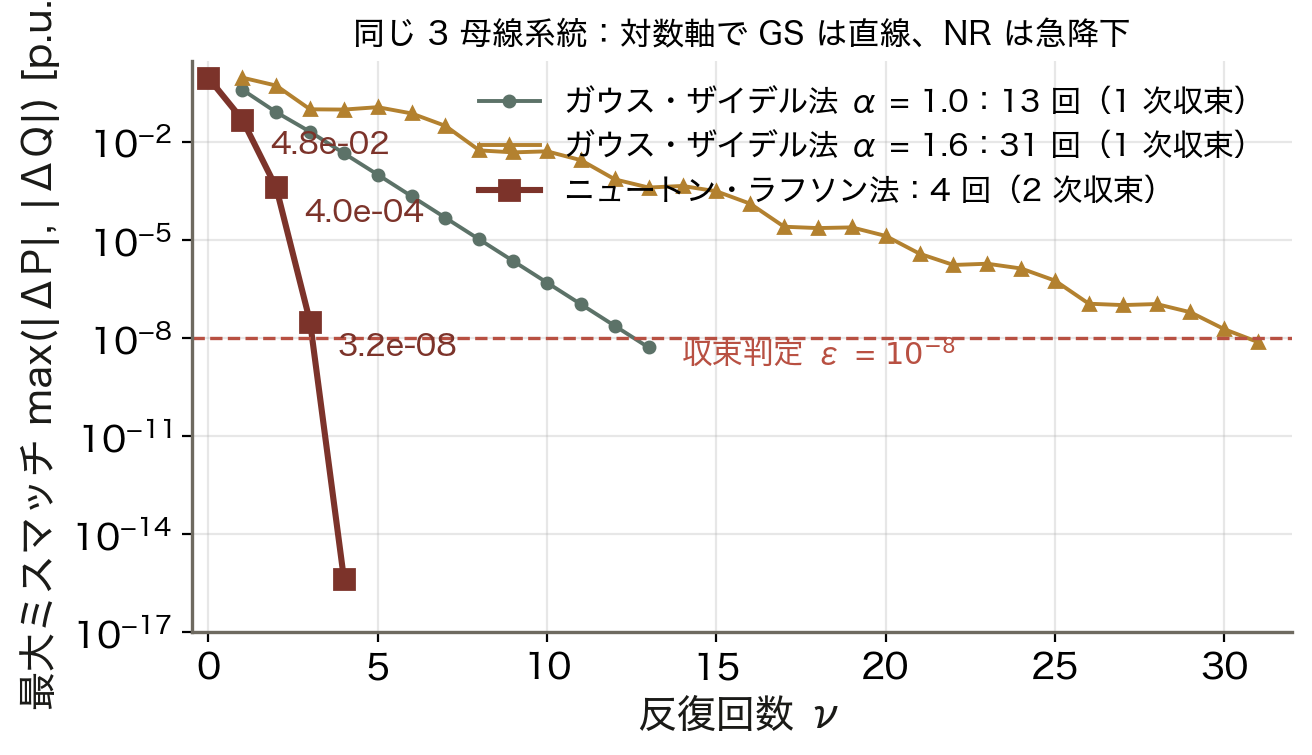 同じ 3 母線系統：対数軸で GS は直線、NR は急降下
最大ミスマッチ max(|ΔP|, |ΔQ|) [p.u.
ガウス・ザイデル法 α = 1.0：13 回（1 次収束）
ガウス・ザイデル法 α = 1.6：31 回（1 次収束）
ニュートン・ラフソン法：4 回（2 次収束）
4.8e-02
4.0e-04
3.2e-08
収束判定 ε = 10⁻⁸
10⁻²
10⁻⁵
10⁻⁸
10⁻¹¹
10⁻¹⁴
10⁻¹⁷
0 5 10 15 20 25 30
反復回数 ν